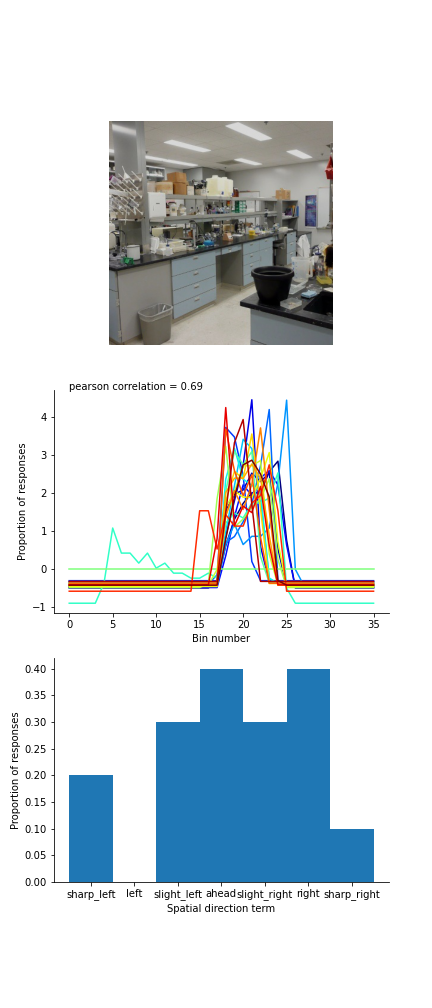 pearson correlation = 0.69
Proportion of responses
4
3
2
1
0
−1
0 5 10 15 20 25 30 35
Bin number
Proportion of responses
0.40
0.35
0.30
0.25
0.20
0.15
0.10
0.05
0.00
sharp_left left slight_left ahead slight_right right sharp_right
Spatial direction term